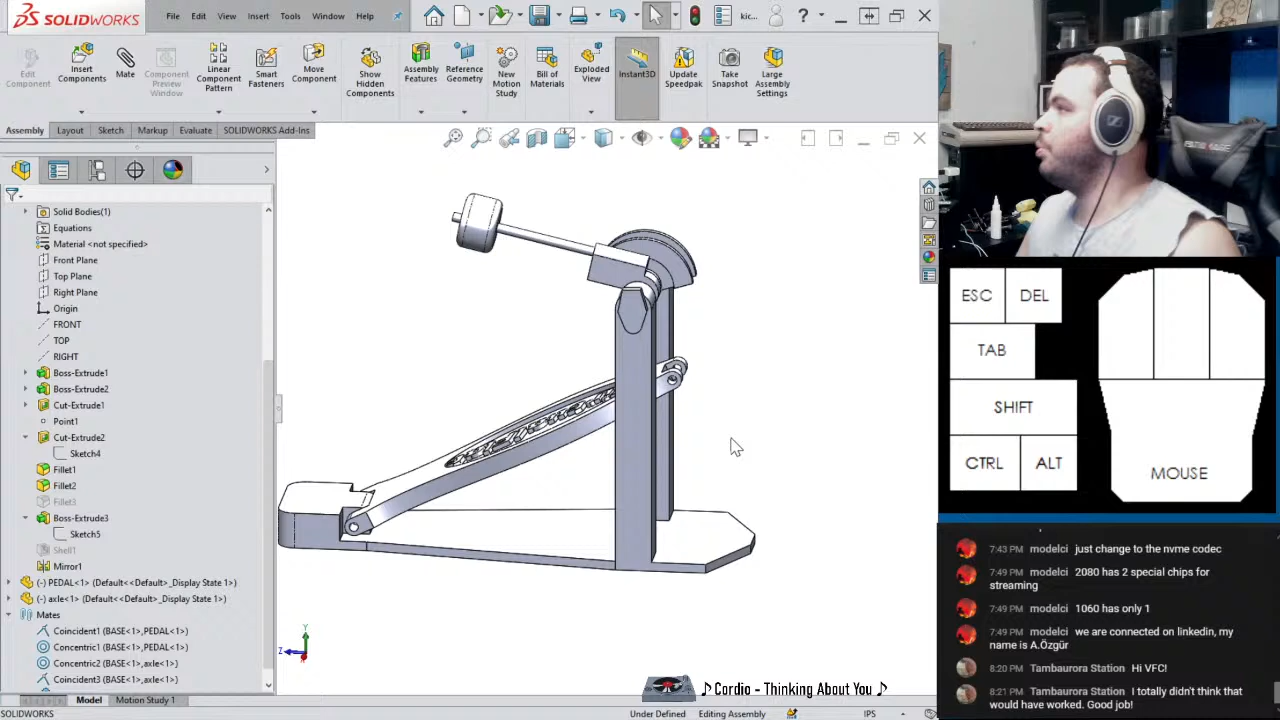 SOLIDWORKS
File Edit View Insert Tools Window Help
kic...
Edit Component
Insert Components
Mate
Component Preview Window
Linear Component Pattern
Smart Fasteners
Move Component
Show Hidden Components
Assembly Features
Reference Geometry
New Motion Study
Bill of Materials
Exploded View
Instant3D
Update Speedpak
Take Snapshot
Large Assembly Settings
Assembly Layout Sketch Markup Evaluate SOLIDWORKS Add-Ins
Solid Bodies(1)
Equations
Material <not specified>
Front Plane
Top Plane
Right Plane
Origin
FRONT
TOP
RIGHT
Boss-Extrude1
Boss-Extrude2
Cut-Extrude1
Point1
Cut-Extrude2
Sketch4
Fillet1
Fillet2
Fillet3
Boss-Extrude3
Sketch5
Shell1
Mirror1
(-) PEDAL<1> (Default<<Default>_Display State 1>)
(-) axle<1> (Default<<Default>_Display State 1>)
Mates
Coincident1 (BASE<1>,PEDAL<1>)
Concentric1 (BASE<1>,PEDAL<1>)
Concentric2 (BASE<1>,axle<1>)
Coincident3 (BASE<1>,axle<1>)
Y
Z
Model Motion Study 1
SOLIDWORKS
Under Defined Editing Assembly IPS
♪ Cordio - Thinking About You ♪
ESC DEL
TAB
SHIFT
CTRL ALT
MOUSE
7:43 PM modelci just change to the nvme codec
7:49 PM modelci 2080 has 2 special chips for
streaming
7:49 PM modelci 1060 has only 1
7:49 PM modelci we are connected on linkedin, my
name is A.Özgür
8:20 PM Tambaurora Station Hi VFC!
8:21 PM Tambaurora Station I totally didn't think that
would have worked. Good job!